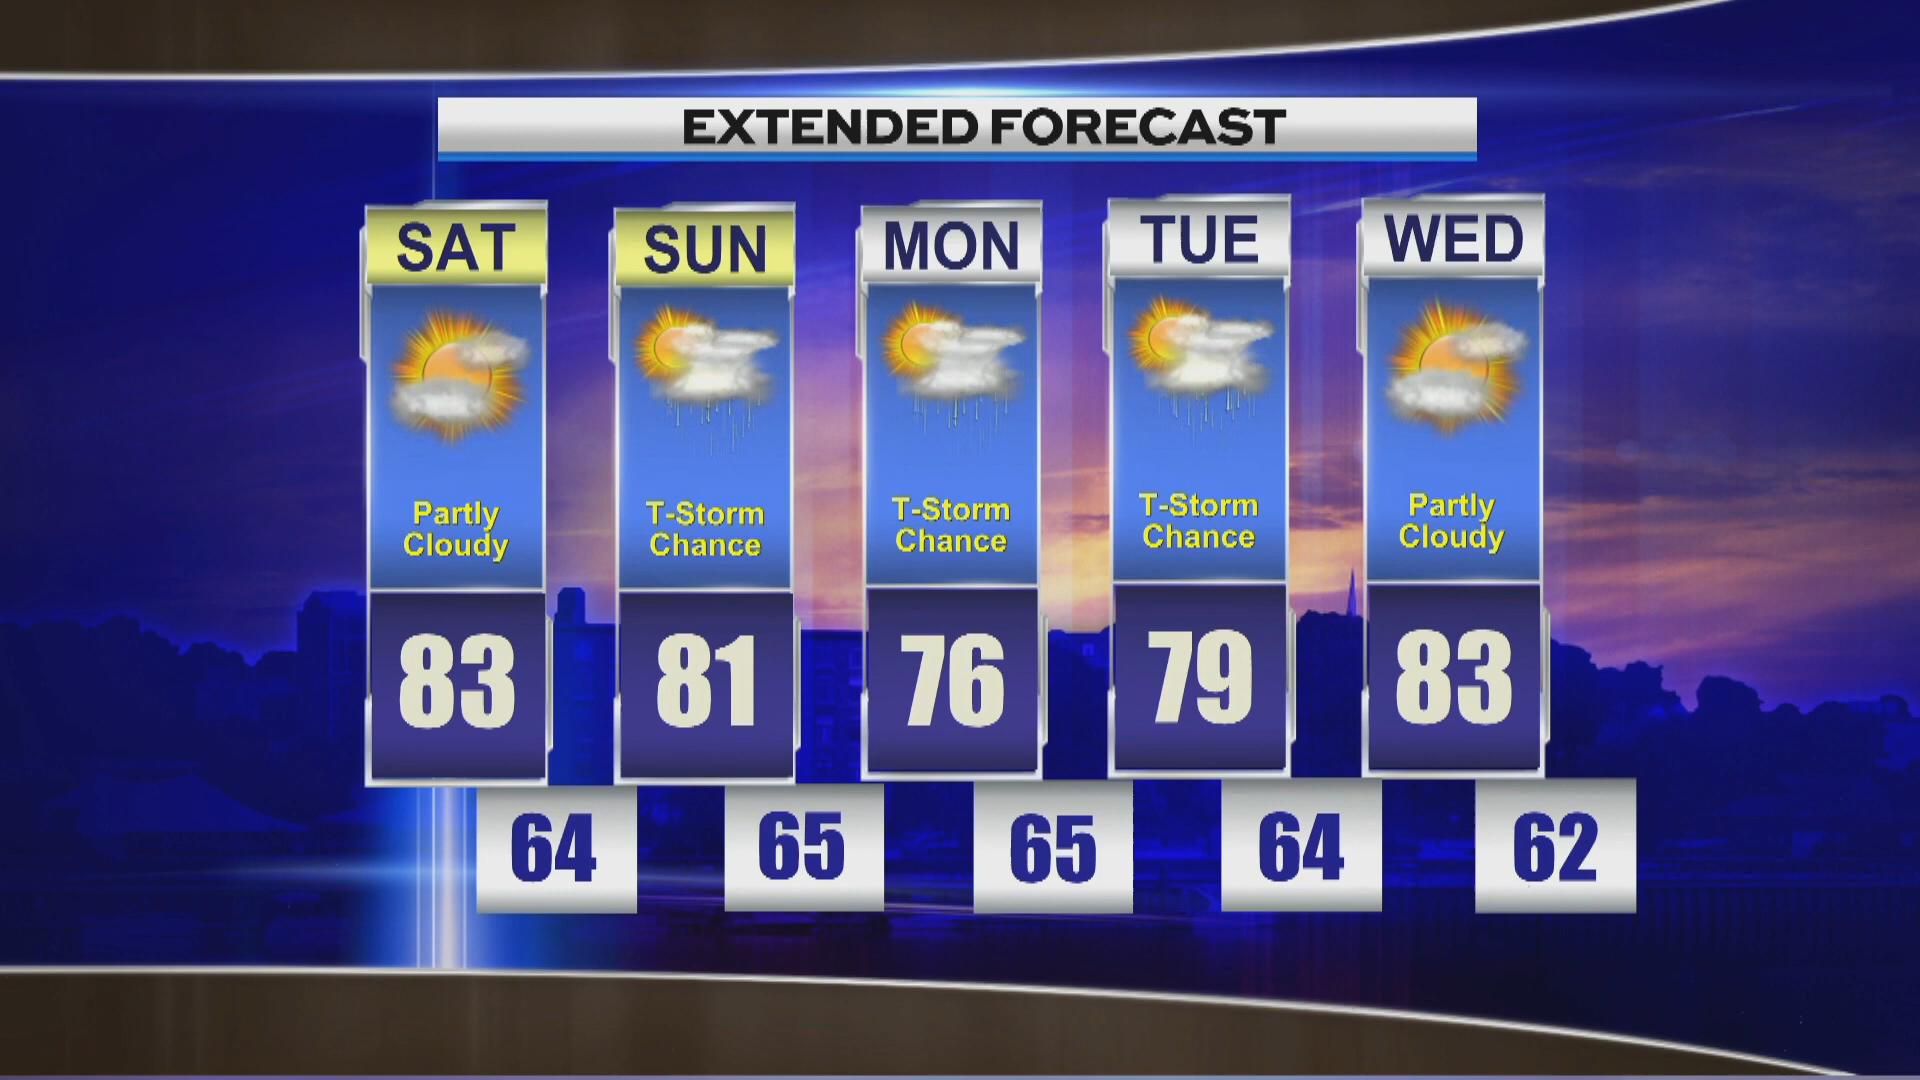 EXTENDED FORECAST
SAT
SUN
MON
TUE
WED
Partly
Cloudy
T-Storm
Chance
T-Storm
Chance
T-Storm
Chance
Partly
Cloudy
83
81
76
79
83
64
65
65
64
62